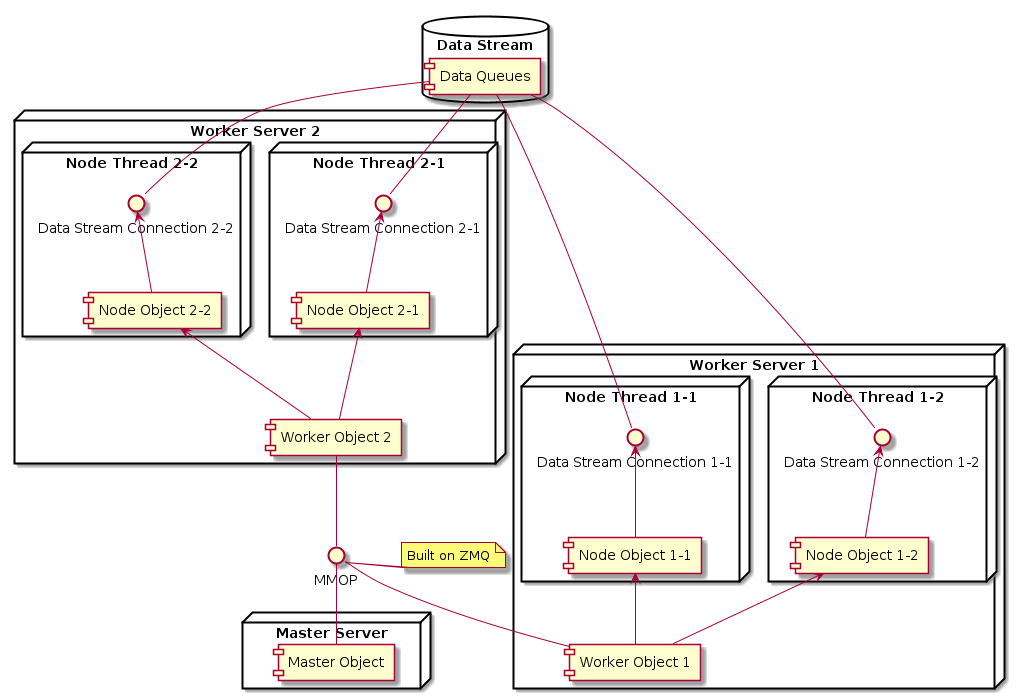 Data Stream
Data Queues
Worker Server 2
Node Thread 2-2
Node Thread 2-1
Data Stream Connection 2-2
Data Stream Connection 2-1
Node Object 2-2
Node Object 2-1
Worker Server 1
Node Thread 1-1
Node Thread 1-2
Worker Object 2
Data Stream Connection 1-1
Data Stream Connection 1-2
Built on ZMQ
Node Object 1-1
Node Object 1-2
MMOP
Master Server
Master Object
Worker Object 1